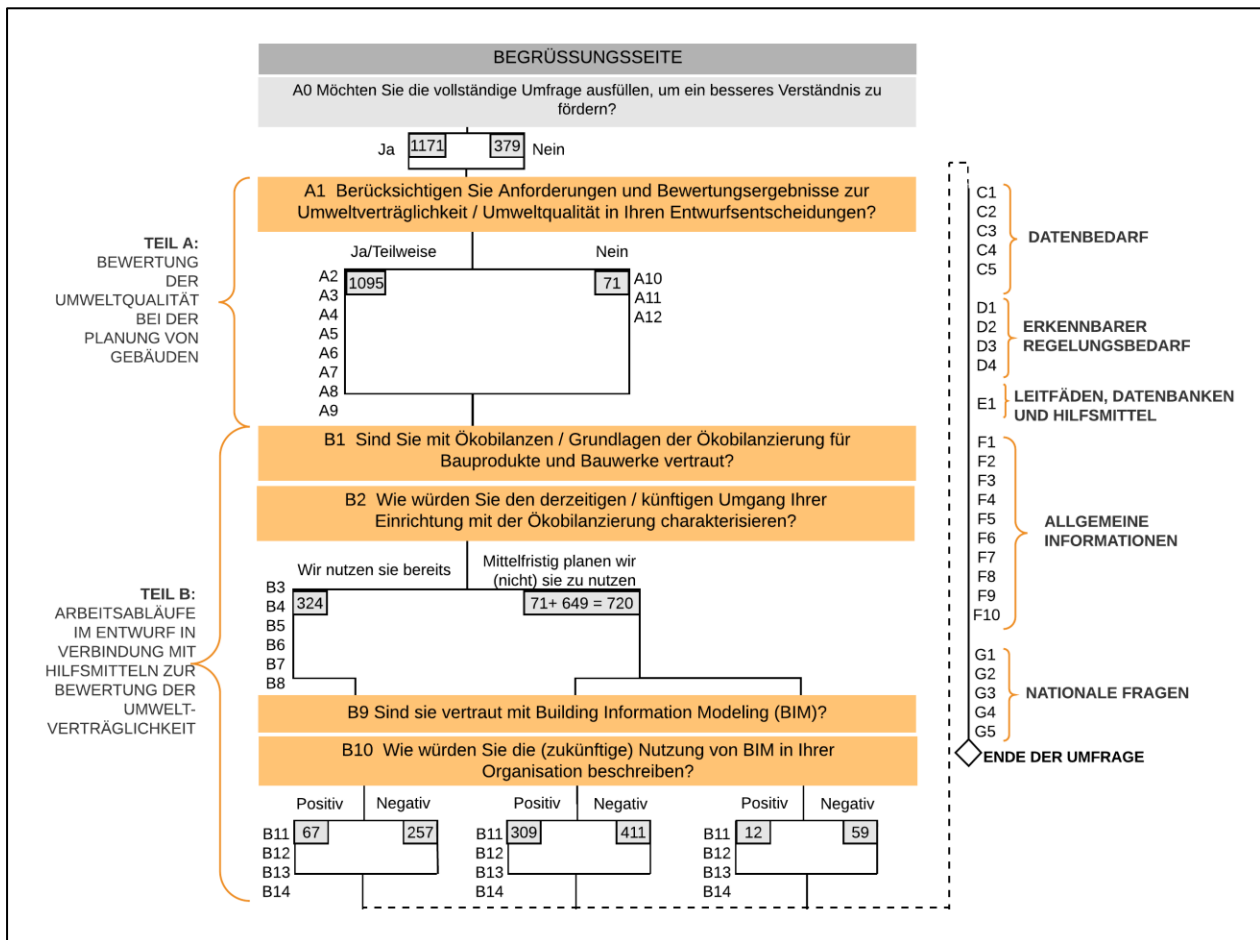 BEGRÜSSUNGSSEITE
A0 Möchten Sie die vollständige Umfrage ausfüllen, um ein besseres Verständnis zu
fördern?
Ja 1171 379 Nein
A1 Berücksichtigen Sie Anforderungen und Bewertungsergebnisse zur
Umweltverträglichkeit / Umweltqualität in Ihren Entwurfsentscheidungen?
TEIL A:
BEWERTUNG
DER
UMWELTQUALITÄT
BEI DER
PLANUNG VON
GEBÄUDEN
Ja/Teilweise Nein
A2 1095 71 A10
A3 A11
A4 A12
A5
A6
A7
A8
A9
B1 Sind Sie mit Ökobilanzen / Grundlagen der Ökobilanzierung für
Bauprodukte und Bauwerke vertraut?
B2 Wie würden Sie den derzeitigen / künftigen Umgang Ihrer
Einrichtung mit der Ökobilanzierung charakterisieren?
TEIL B:
ARBEITSABLÄUFE
IM ENTWURF IN
VERBINDUNG MIT
HILFSMITTELN ZUR
BEWERTUNG DER
UMWELT-
VERTRÄGLICHKEIT
Wir nutzen sie bereits
Mittelfristig planen wir
(nicht) sie zu nutzen
B3
B4 324 71+ 649 = 720
B5
B6
B7
B8
B9 Sind sie vertraut mit Building Information Modeling (BIM)?
B10 Wie würden Sie die (zukünftige) Nutzung von BIM in Ihrer
Organisation beschreiben?
Positiv Negativ
B11 67 257
B12
B13
B14
Positiv Negativ
B11 309 411
B12
B13
B14
Positiv Negativ
B11 12 59
B12
B13
B14
C1
C2
C3
C4
C5
DATENBEDARF
D1
D2
D3
D4
ERKENNBARER
REGELUNGSBEDARF
E1
LEITFÄDEN, DATENBANKEN
UND HILFSMITTEL
F1
F2
F3
F4
F5
F6
F7
F8
F9
F10
ALLGEMEINE
INFORMATIONEN
G1
G2
G3
G4
G5
NATIONALE FRAGEN
ENDE DER UMFRAGE